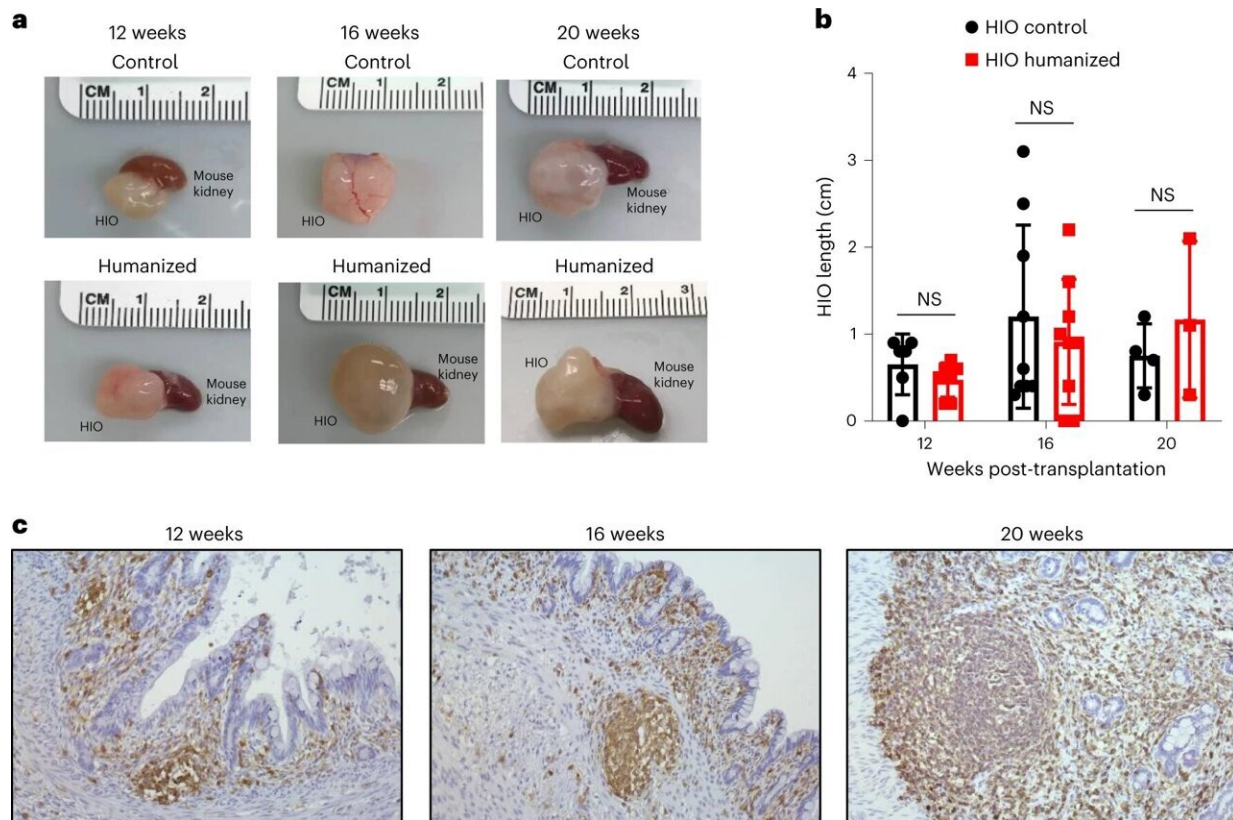 a
12 weeks
16 weeks
20 weeks
Control
Control
Control
CM 1 2
CM 1 2
CM 1 2
HIO
Mouse
kidney
HIO
HIO
Mouse
kidney
Humanized
Humanized
Humanized
CM 1 2
CM 1 2
CM 1 2 3
HIO
Mouse
kidney
HIO
Mouse
kidney
HIO
Mouse
kidney
b
HIO control
HIO humanized
HIO length (cm)
4
3
2
1
0
NS
NS
NS
12
16
20
Weeks post-transplantation
c
12 weeks
16 weeks
20 weeks